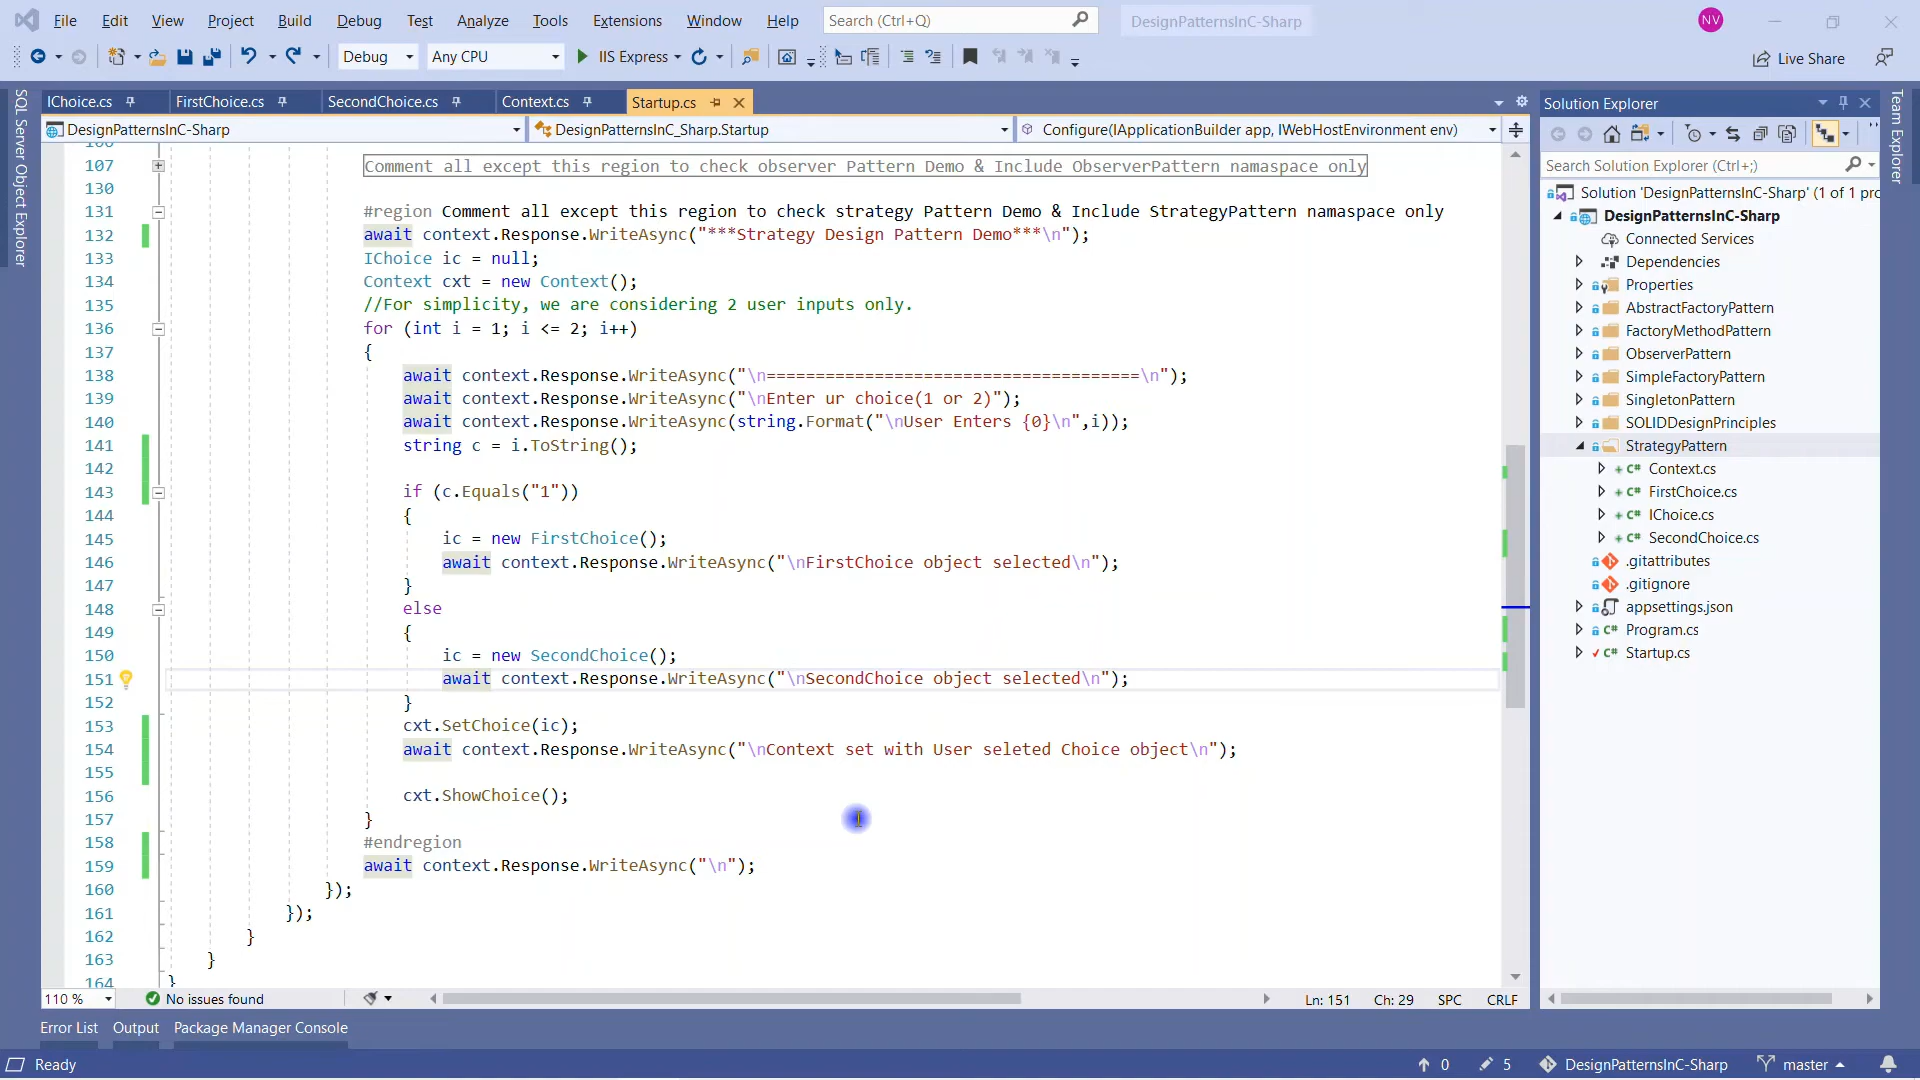 File Edit View Project Build Debug Test Analyze Tools Extensions Window Help Search (Ctrl+Q) DesignPatternsInC-Sharp NV
Debug Any CPU IIS Express Live Share
SQL Server Object Explorer
IChoice.cs FirstChoice.cs SecondChoice.cs Context.cs Startup.cs
DesignPatternsInC-Sharp DesignPatternsInC_Sharp.Startup Configure(IApplicationBuilder app, IWebHostEnvironment env)
107 Comment all except this region to check observer Pattern Demo & Include ObserverPattern namaspace only
130
131 #region Comment all except this region to check strategy Pattern Demo & Include StrategyPattern namaspace only
132 await context.Response.WriteAsync("***Strategy Design Pattern Demo***\n");
133 IChoice ic = null;
134 Context cxt = new Context();
135 //For simplicity, we are considering 2 user inputs only.
136 for (int i = 1; i <= 2; i++)
137 {
138 await context.Response.WriteAsync("\n======================================\n");
139 await context.Response.WriteAsync("\nEnter ur choice(1 or 2)");
140 await context.Response.WriteAsync(string.Format("\nUser Enters {0}\n",i));
141 string c = i.ToString();
142
143 if (c.Equals("1"))
144 {
145 ic = new FirstChoice();
146 await context.Response.WriteAsync("\nFirstChoice object selected\n");
147 }
148 else
149 {
150 ic = new SecondChoice();
151 await context.Response.WriteAsync("\nSecondChoice object selected\n");
152 }
153 cxt.SetChoice(ic);
154 await context.Response.WriteAsync("\nContext set with User seleted Choice object\n");
155
156 cxt.ShowChoice();
157 }
158 #endregion
159 await context.Response.WriteAsync("\n");
160 });
161 });
162 }
163 }
164 }
110 % No issues found Ln: 151 Ch: 29 SPC CRLF
Solution Explorer
Search Solution Explorer (Ctrl+;)
Solution 'DesignPatternsInC-Sharp' (1 of 1 pro
DesignPatternsInC-Sharp
Connected Services
Dependencies
Properties
AbstractFactoryPattern
FactoryMethodPattern
ObserverPattern
SimpleFactoryPattern
SingletonPattern
SOLIDDesignPrinciples
StrategyPattern
C# Context.cs
C# FirstChoice.cs
C# IChoice.cs
C# SecondChoice.cs
.gitattributes
.gitignore
appsettings.json
C# Program.cs
C# Startup.cs
Team Explorer
Error List Output Package Manager Console
Ready 0 5 DesignPatternsInC-Sharp master